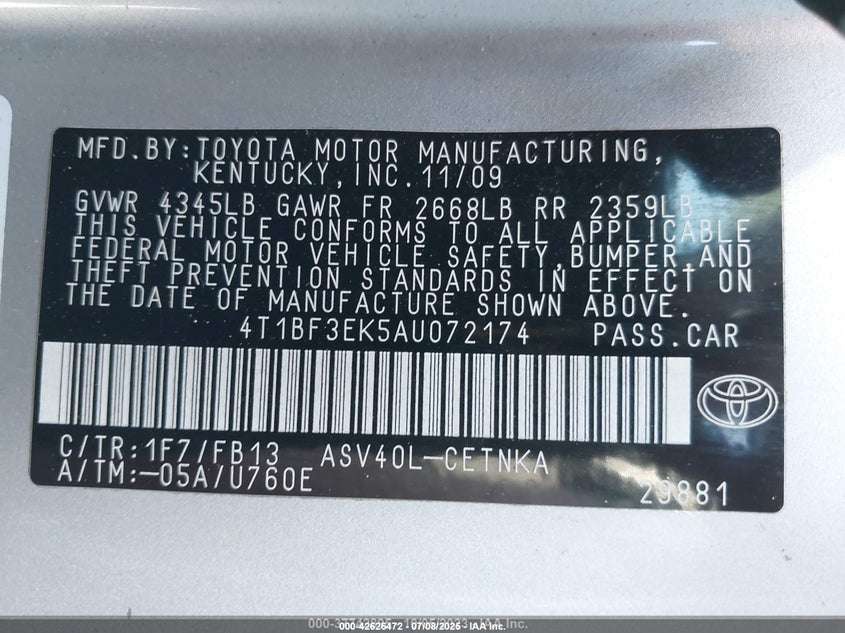 MFD.BY:TOYOTA MOTOR MANUFACTURING,
KENTUCKY,INC.11/09
GVWR 4345LB GAWR FR 2668LB RR 2359LB
THIS VEHICLE CONFORMS TO ALL APPLICABLE
FEDERAL MOTOR VEHICLE SAFETY,BUMPER,AND
THEFT PREVENTION STANDARDS IN EFFECT ON
THE DATE OF MANUFACTURE SHOWN ABOVE.
4T1BF3EK5AU072174 PASS.CAR
C/TR:1F7/FB13 ASV40L-CETNKA
A/TM:-05A/U760E
29881
000-42626472 - 07/08/2025 - IAA Inc.